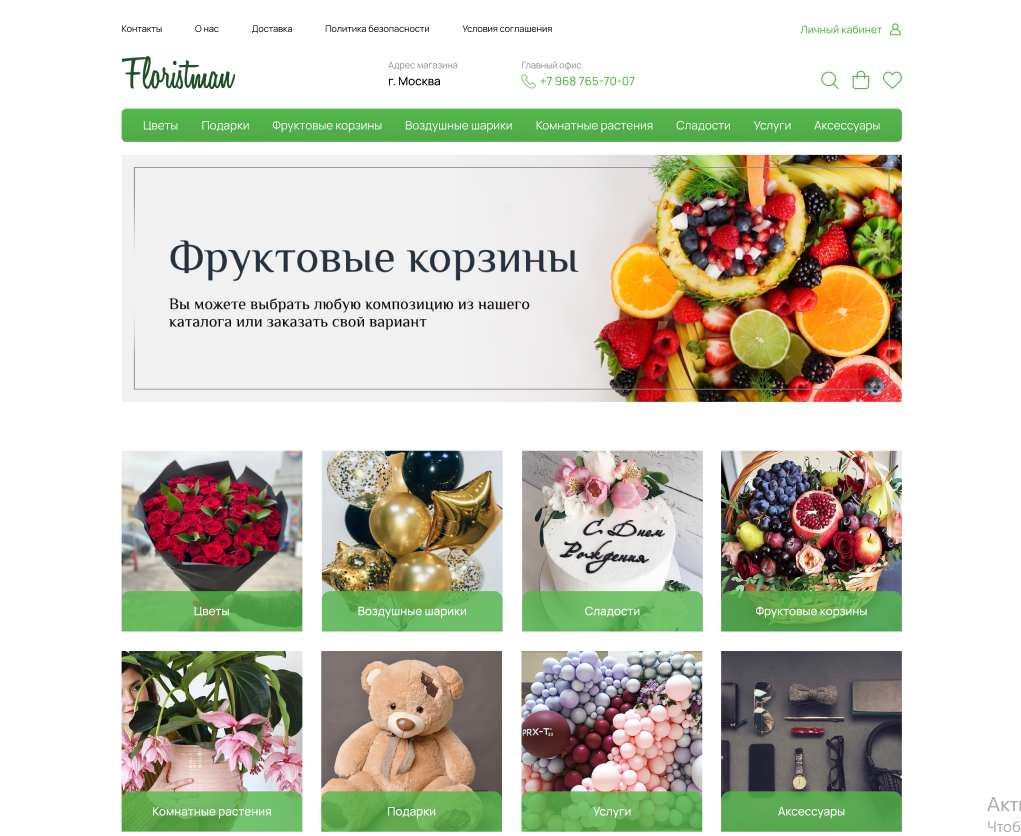 Контакты
О нас
Доставка
Политика безопасности
Условия соглашения
Личный кабинет
Floristman
Адрес магазина
г. Москва
Главный офис
+7 968 765-70-07
Цветы
Подарки
Фруктовые корзины
Воздушные шарики
Комнатные растения
Сладости
Услуги
Аксессуары
Фруктовые корзины
Вы можете выбрать любую композицию из нашего
каталога или заказать свой вариант
С Днем
Рождения
Цветы
Воздушные шарики
Сладости
Фруктовые корзины
PRX-T
Комнатные растения
Подарки
Услуги
Аксессуары
Акти
Чтоб